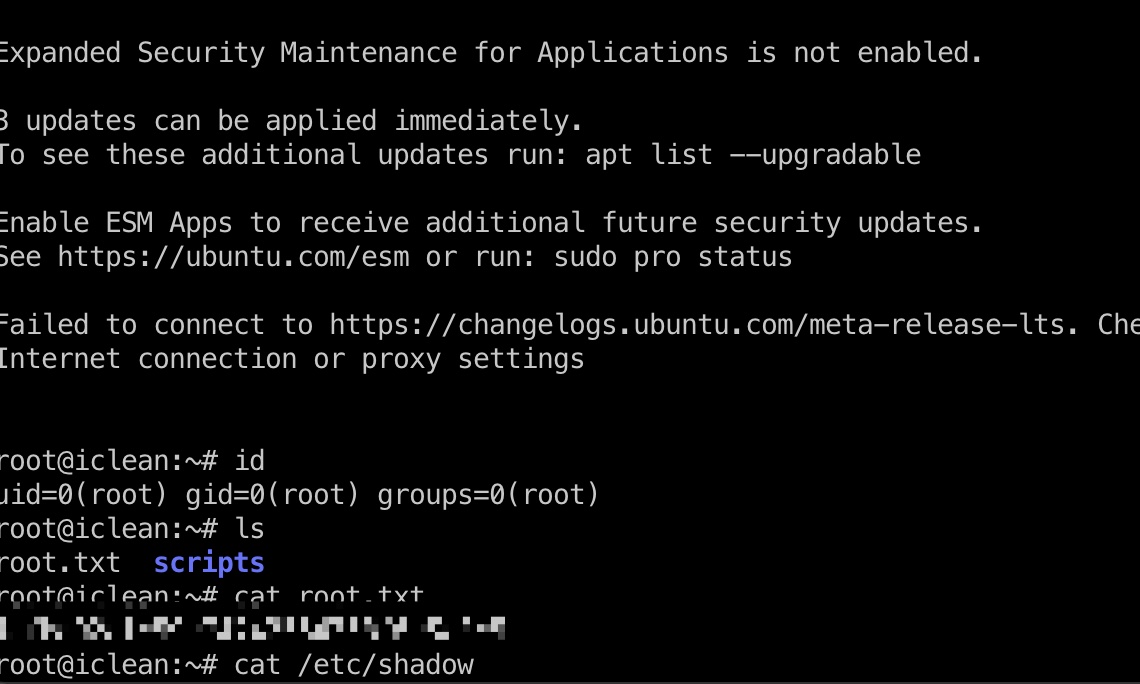 Expanded Security Maintenance for Applications is not enabled.
3 updates can be applied immediately.
To see these additional updates run: apt list --upgradable
Enable ESM Apps to receive additional future security updates.
See https://ubuntu.com/esm or run: sudo pro status
Failed to connect to https://changelogs.ubuntu.com/meta-release-lts. Che
Internet connection or proxy settings
root@iclean:~# id
uid=0(root) gid=0(root) groups=0(root)
root@iclean:~# ls
root.txt scripts
root@iclean:~# cat root.txt
root@iclean:~# cat /etc/shadow